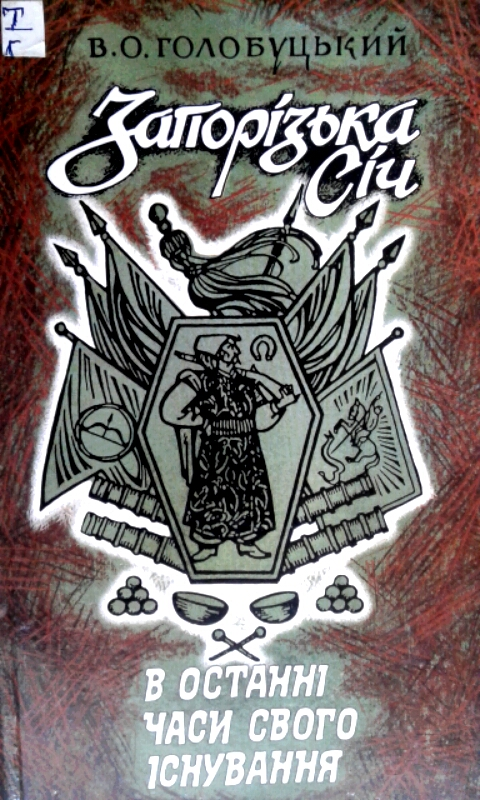 Т
Г
В.О.ГОЛОБУЦЬКИЙ
Запорізька
Січ
В ОСТАННІ
ЧАСИ СВОГО
ІСНУВАННЯ